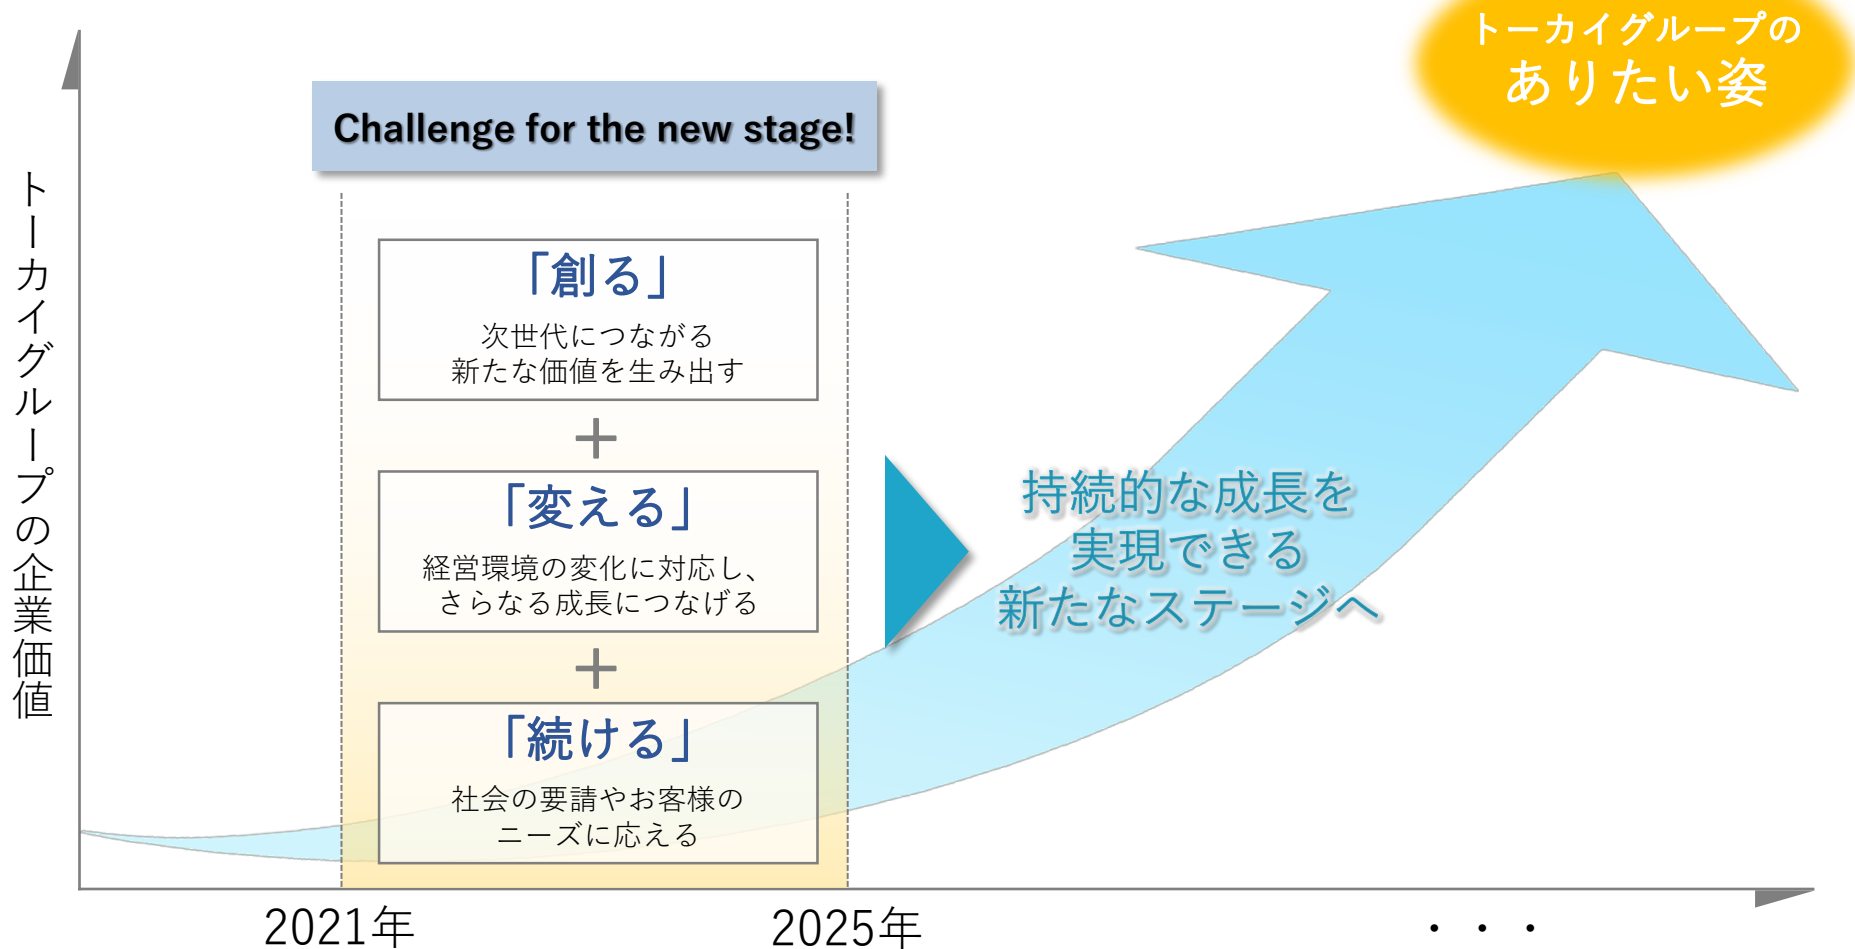 トーカイグループの
ありたい姿
Challenge for the new stage!
トーカイグループの企業価値
「創る」
次世代につながる
新たな価値を生み出す
＋
「変える」
経営環境の変化に対応し、
さらなる成長につなげる
＋
「続ける」
社会の要請やお客様の
ニーズに応える
持続的な成長を
実現できる
新たなステージへ
2021年
2025年
・・・